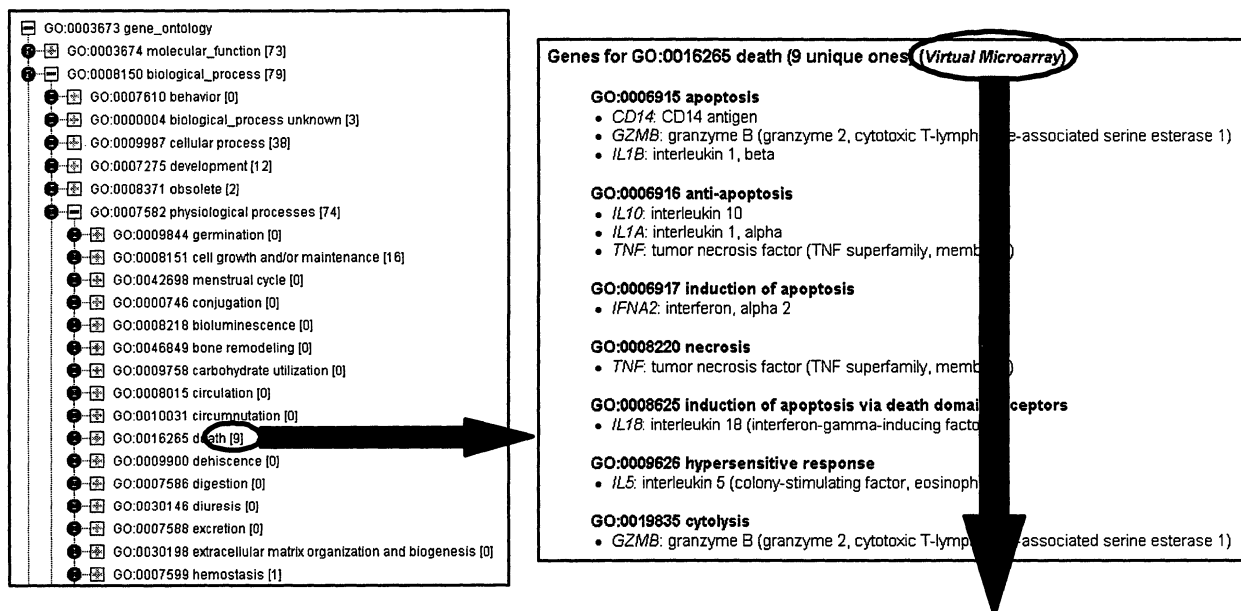 GO:0003673 gene_ontology
GO:0003674 molecular_function [73]
GO:0008150 biological_process [79]
GO:0007610 behavior [0]
GO:0000004 biological_process unknown [3]
GO:0009987 cellular process [38]
GO:0007275 development [12]
GO:0008371 obsolete [2]
GO:0007582 physiological processes [74]
GO:0009844 germination [0]
GO:0008151 cell growth and/or maintenance [16]
GO:0042698 menstrual cycle [0]
GO:0000746 conjugation [0]
GO:0008218 bioluminescence [0]
GO:0046849 bone remodeling [0]
GO:0009758 carbohydrate utilization [0]
GO:0008015 circulation [0]
GO:0010031 circumnutation [0]
GO:0016265 death [9]
GO:0009900 dehiscence [0]
GO:0007586 digestion [0]
GO:0030146 diuresis [0]
GO:0007588 excretion [0]
GO:0030198 extracellular matrix organization and biogenesis [0]
GO:0007599 hemostasis [1]
Genes for GO:0016265 death (9 unique ones) (Virtual Microarray)
GO:0006915 apoptosis
• CD14: CD14 antigen
• GZMB: granzyme B (granzyme 2, cytotoxic T-lymph e-associated serine esterase 1)
• IL1B: interleukin 1, beta
GO:0006916 anti-apoptosis
• IL10: interleukin 10
• IL1A: interleukin 1, alpha
• TNF: tumor necrosis factor (TNF superfamily, memb )
GO:0006917 induction of apoptosis
• IFNA2: interferon, alpha 2
GO:0008220 necrosis
• TNF: tumor necrosis factor (TNF superfamily, memb )
GO:0008625 induction of apoptosis via death domai ceptors
• IL18: interleukin 18 (interferon-gamma-inducing facto
GO:0009626 hypersensitive response
• IL5: interleukin 5 (colony-stimulating factor, eosinoph
GO:0019835 cytolysis
• GZMB: granzyme B (granzyme 2, cytotoxic T-lymp -associated serine esterase 1)